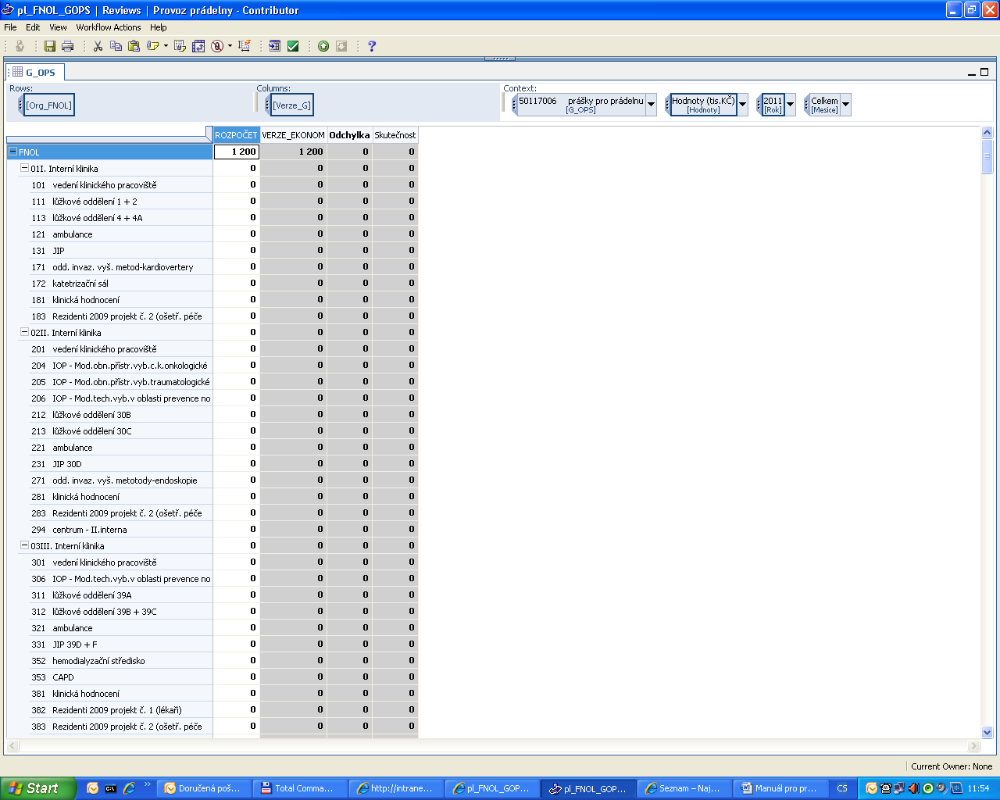 pl_FNOL_GOPS | Reviews | Provoz prádelny - Contributor
File Edit View Workflow Actions Help
G_OPS
Rows: Columns: Context:
[Org_FNOL] [Verze_G] 50117006 prášky pro prádelnu [G_OPS] Hodnoty (tis.KČ) [Hodnoty] 2011 [Rok] Celkem [Mesice]
ROZPOČET VERZE_EKONOM Odchylka Skutečnost
FNOL 1 200 1 200 0 0
01I. Interní klinika 0 0 0 0
101 vedení klinického pracoviště 0 0 0 0
111 lůžkové oddělení 1 + 2 0 0 0 0
113 lůžkové oddělení 4 + 4A 0 0 0 0
121 ambulance 0 0 0 0
131 JIP 0 0 0 0
171 odd. invaz. vyš. metod-kardiovertery 0 0 0 0
172 katetrizační sál 0 0 0 0
181 klinická hodnocení 0 0 0 0
183 Rezidenti 2009 projekt č. 2 (ošetř. péče 0 0 0 0
02II. Interní klinika 0 0 0 0
201 vedení klinického pracoviště 0 0 0 0
204 IOP - Mod.obn.přístr.vyb.c.k.onkologické 0 0 0 0
205 IOP - Mod.obn.přístr.vyb.traumatologické 0 0 0 0
206 IOP - Mod.tech.vyb.v oblasti prevence no 0 0 0 0
212 lůžkové oddělení 30B 0 0 0 0
213 lůžkové oddělení 30C 0 0 0 0
221 ambulance 0 0 0 0
231 JIP 30D 0 0 0 0
271 odd. invaz. vyš. metotody-endoskopie 0 0 0 0
281 klinická hodnocení 0 0 0 0
283 Rezidenti 2009 projekt č. 2 (ošetř. péče 0 0 0 0
294 centrum - II.interna 0 0 0 0
03III. Interní klinika 0 0 0 0
301 vedení klinického pracoviště 0 0 0 0
306 IOP - Mod.tech.vyb.v oblasti prevence no 0 0 0 0
311 lůžkové oddělení 39A 0 0 0 0
312 lůžkové oddělení 39B + 39C 0 0 0 0
321 ambulance 0 0 0 0
331 JIP 39D + F 0 0 0 0
352 hemodialyzační středisko 0 0 0 0
353 CAPD 0 0 0 0
381 klinická hodnocení 0 0 0 0
382 Rezidenti 2009 projekt č. 1 (lékaři) 0 0 0 0
383 Rezidenti 2009 projekt č. 2 (ošetř. péče 0 0 0 0
Current Owner: None
Start Doručená poš... Total Comma... http://intrane... pl_FNOL_GOP... pl_FNOL_GOP... Seznam – Naj... Manuál pro pr... CS 11:54